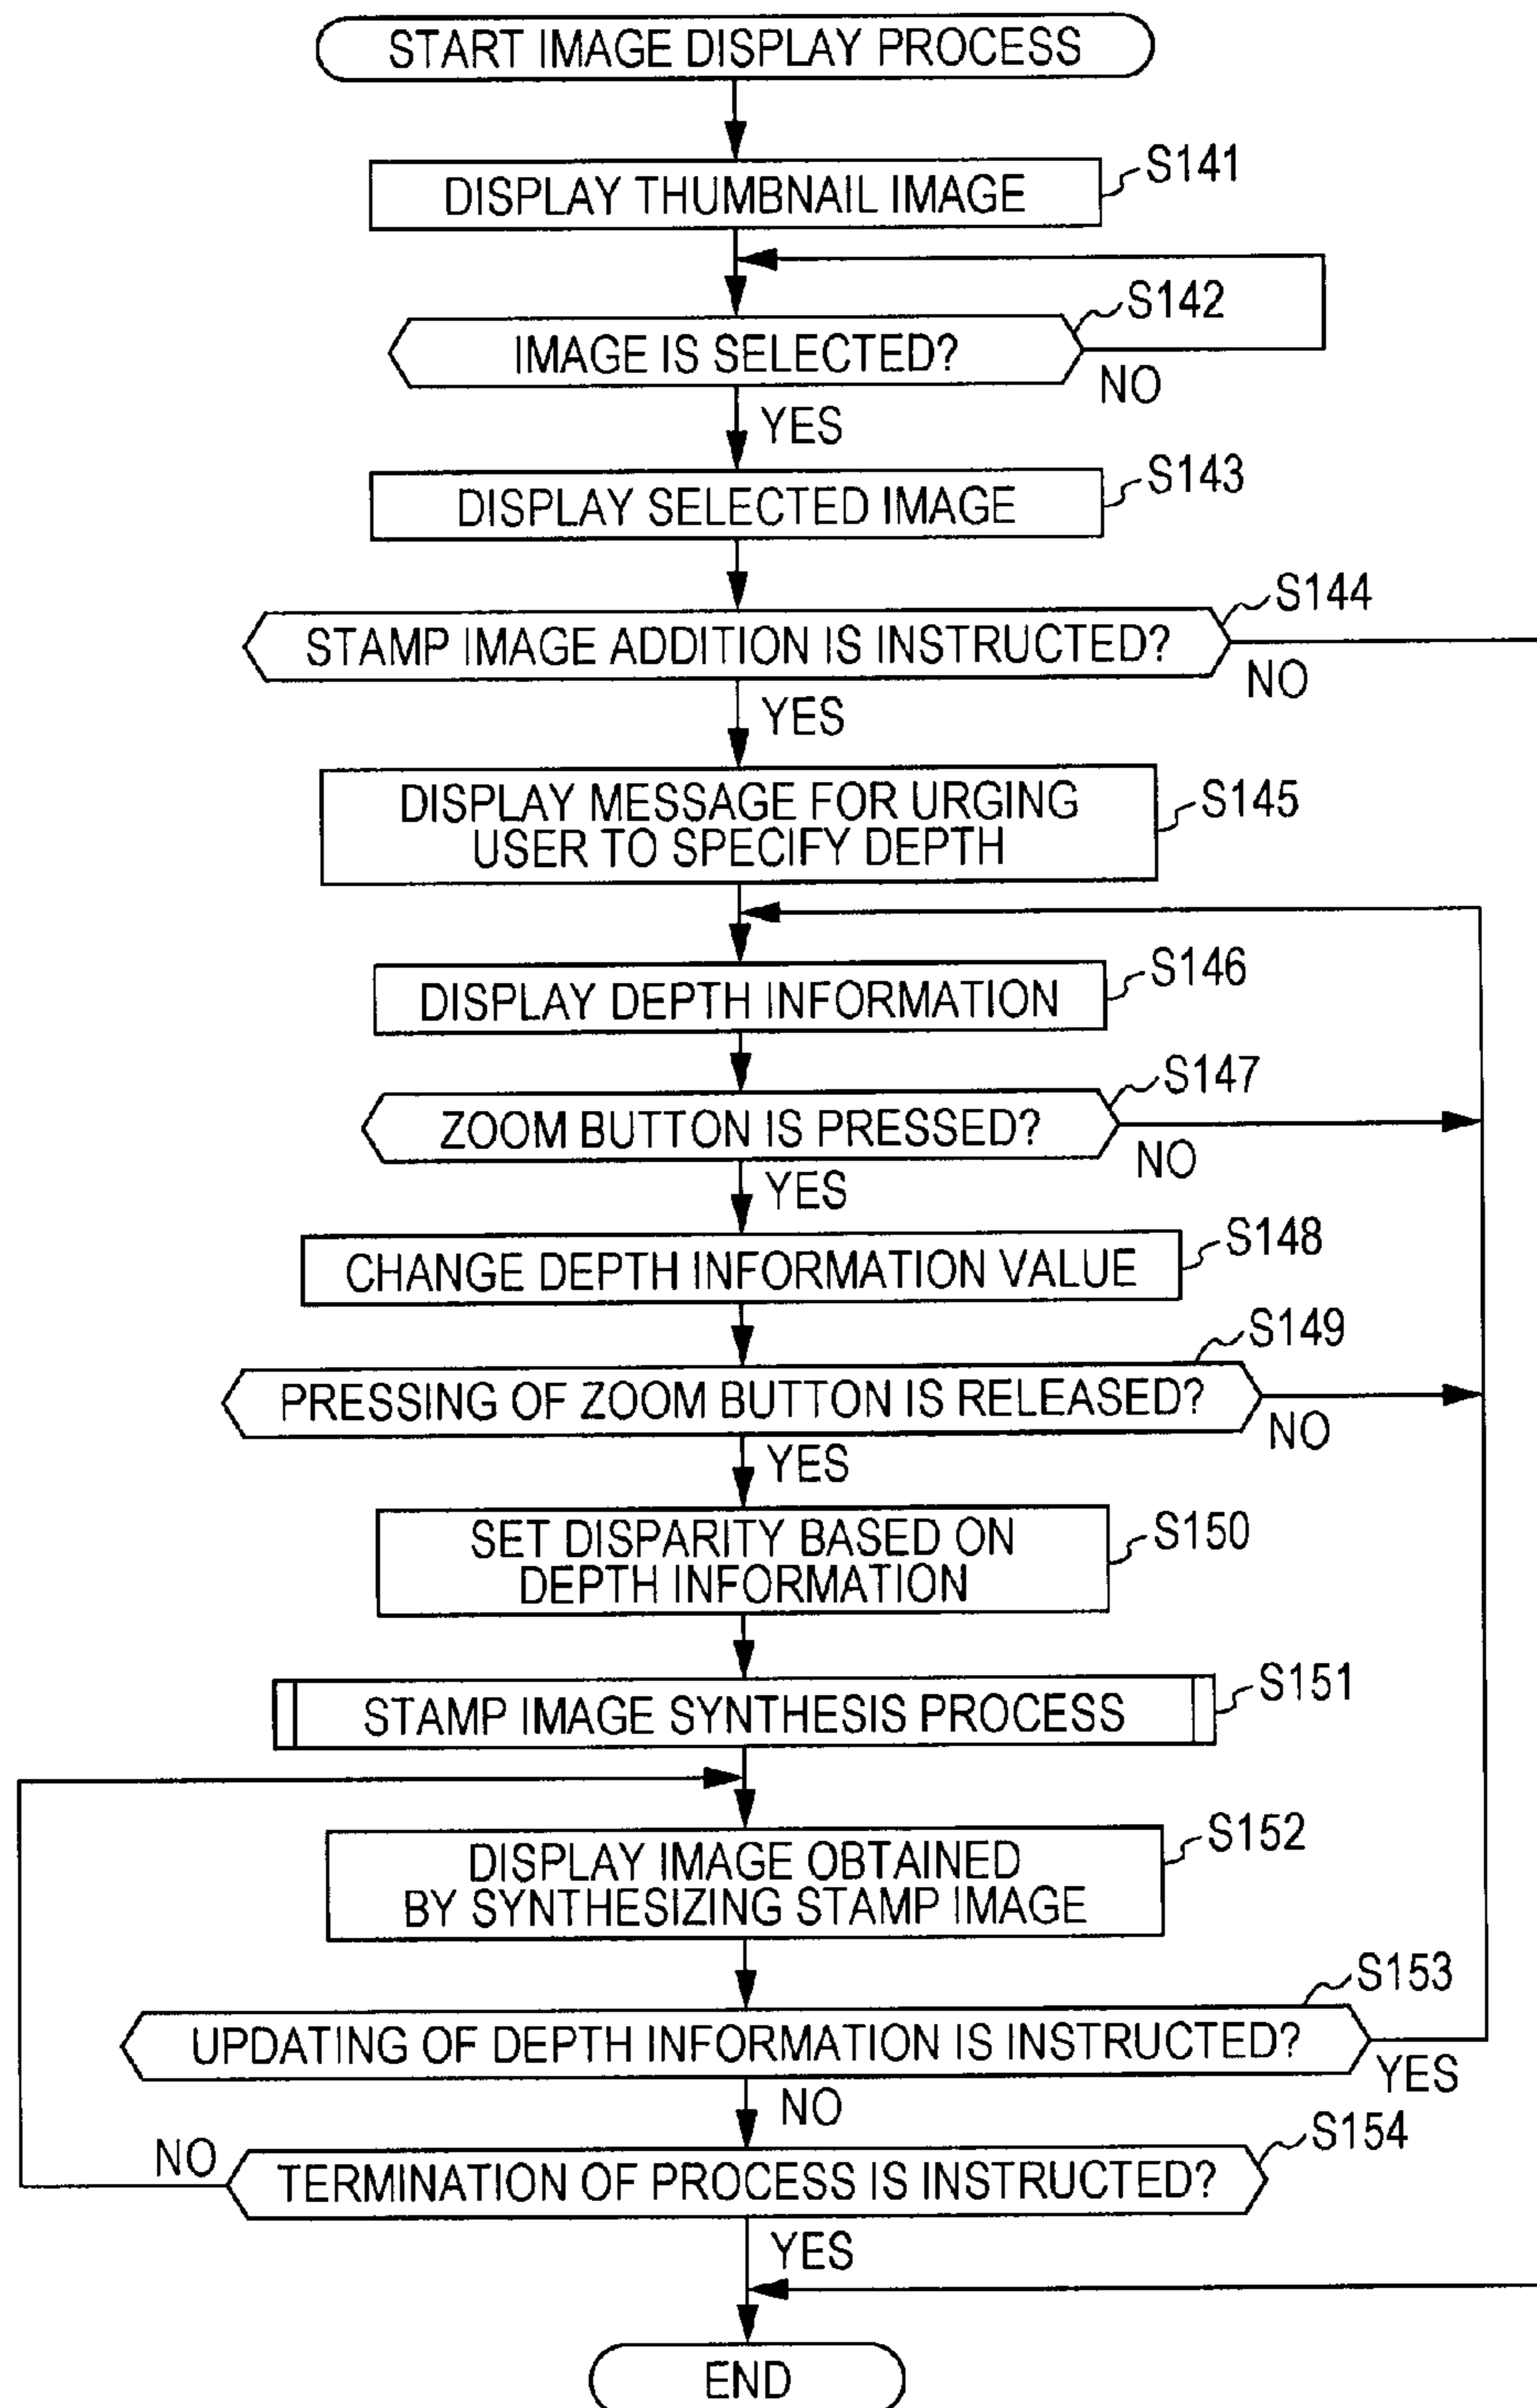 START IMAGE DISPLAY PROCESS
S141
DISPLAY THUMBNAIL IMAGE
S142
IMAGE IS SELECTED?
NO
YES
S143
DISPLAY SELECTED IMAGE
S144
STAMP IMAGE ADDITION IS INSTRUCTED?
NO
YES
DISPLAY MESSAGE FOR URGING
USER TO SPECIFY DEPTH
S145
S146
DISPLAY DEPTH INFORMATION
S147
ZOOM BUTTON IS PRESSED?
NO
YES
S148
CHANGE DEPTH INFORMATION VALUE
S149
PRESSING OF ZOOM BUTTON IS RELEASED?
NO
YES
SET DISPARITY BASED ON
DEPTH INFORMATION
S150
S151
STAMP IMAGE SYNTHESIS PROCESS
S152
DISPLAY IMAGE OBTAINED
BY SYNTHESIZING STAMP IMAGE
S153
UPDATING OF DEPTH INFORMATION IS INSTRUCTED?
YES
NO
S154
NO
TERMINATION OF PROCESS IS INSTRUCTED?
YES
END